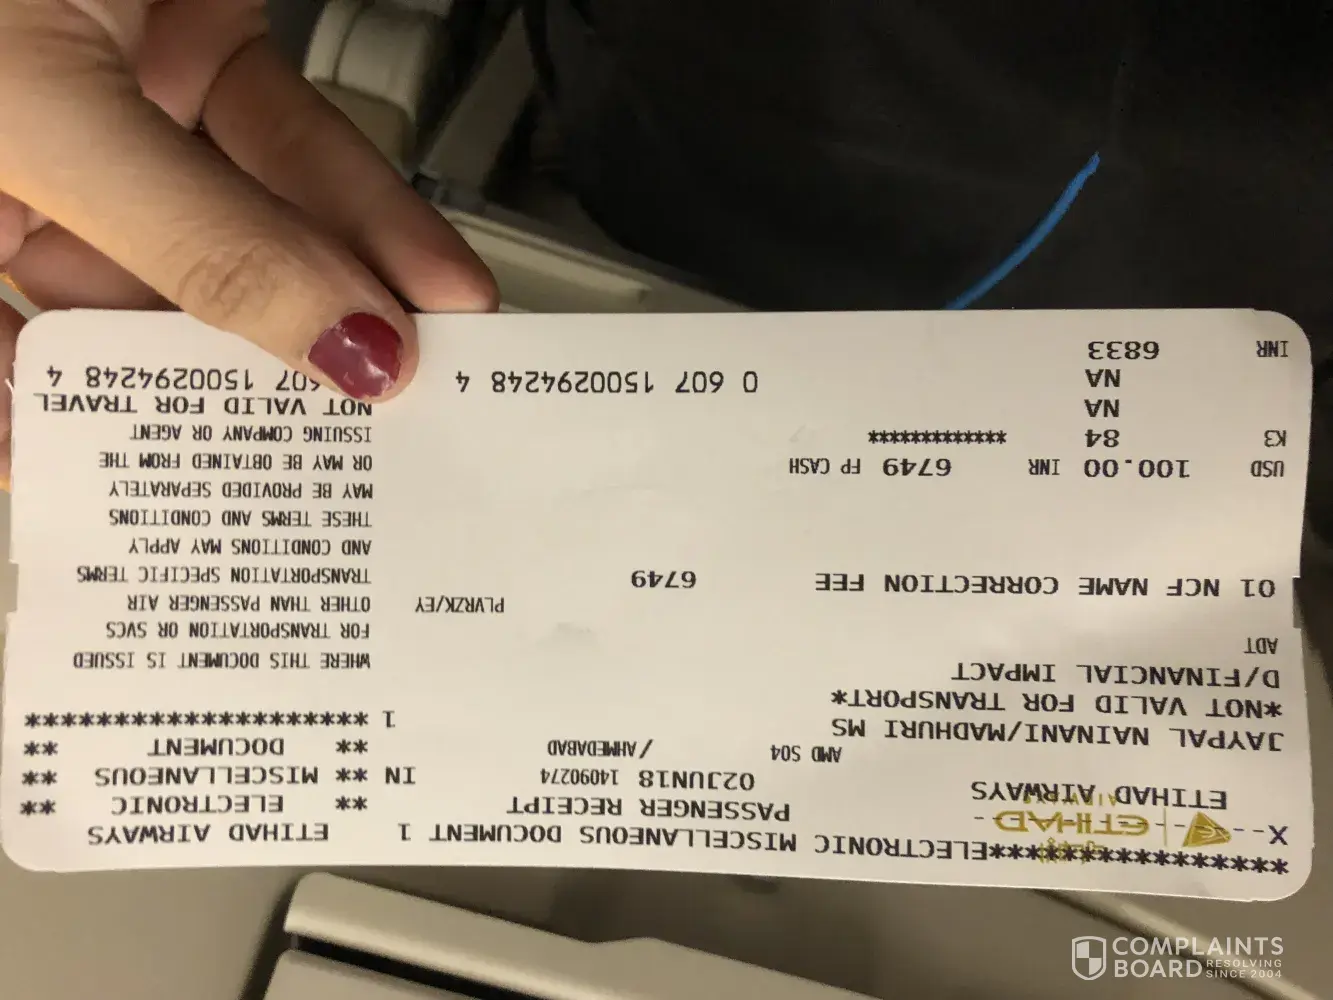 ********************ELECTRONIC MISCELLANEOUS DOCUMENT 1 ETIHAD AIRWAYS
X
ETIHAD
AIRWAYS
PASSENGER RECEIPT ** ELECTRONIC **
ETIHAD AIRWAYS 02JUN18 14090274 IN ** MISCELLANEOUS **
AMD S04 /AHMEDABAD ** DOCUMENT **
JAYPAL NAINANI/MADHURI MS 1 **********************
*NOT VALID FOR TRANSPORT*
D/FINANCIAL IMPACT WHERE THIS DOCUMENT IS ISSUED
ADT FOR TRANSPORTATION OR SVCS
PLVRZK/EY OTHER THAN PASSENGER AIR
01 NCF NAME CORRECTION FEE 6749 TRANSPORTATION SPECIFIC TERMS
AND CONDITIONS MAY APPLY
THESE TERMS AND CONDITIONS
USD 100.00 INR 6749 FP CASH MAY BE PROVIDED SEPARATELY
K3 84 ************ OR MAY BE OBTAINED FROM THE
NA ISSUING COMPANY OR AGENT
NA NOT VALID FOR TRAVEL
INR 6833 0 607 1500294248 4 607 1500294248 4
COMPLAINTS
BOARD RESOLVING
SINCE 2004